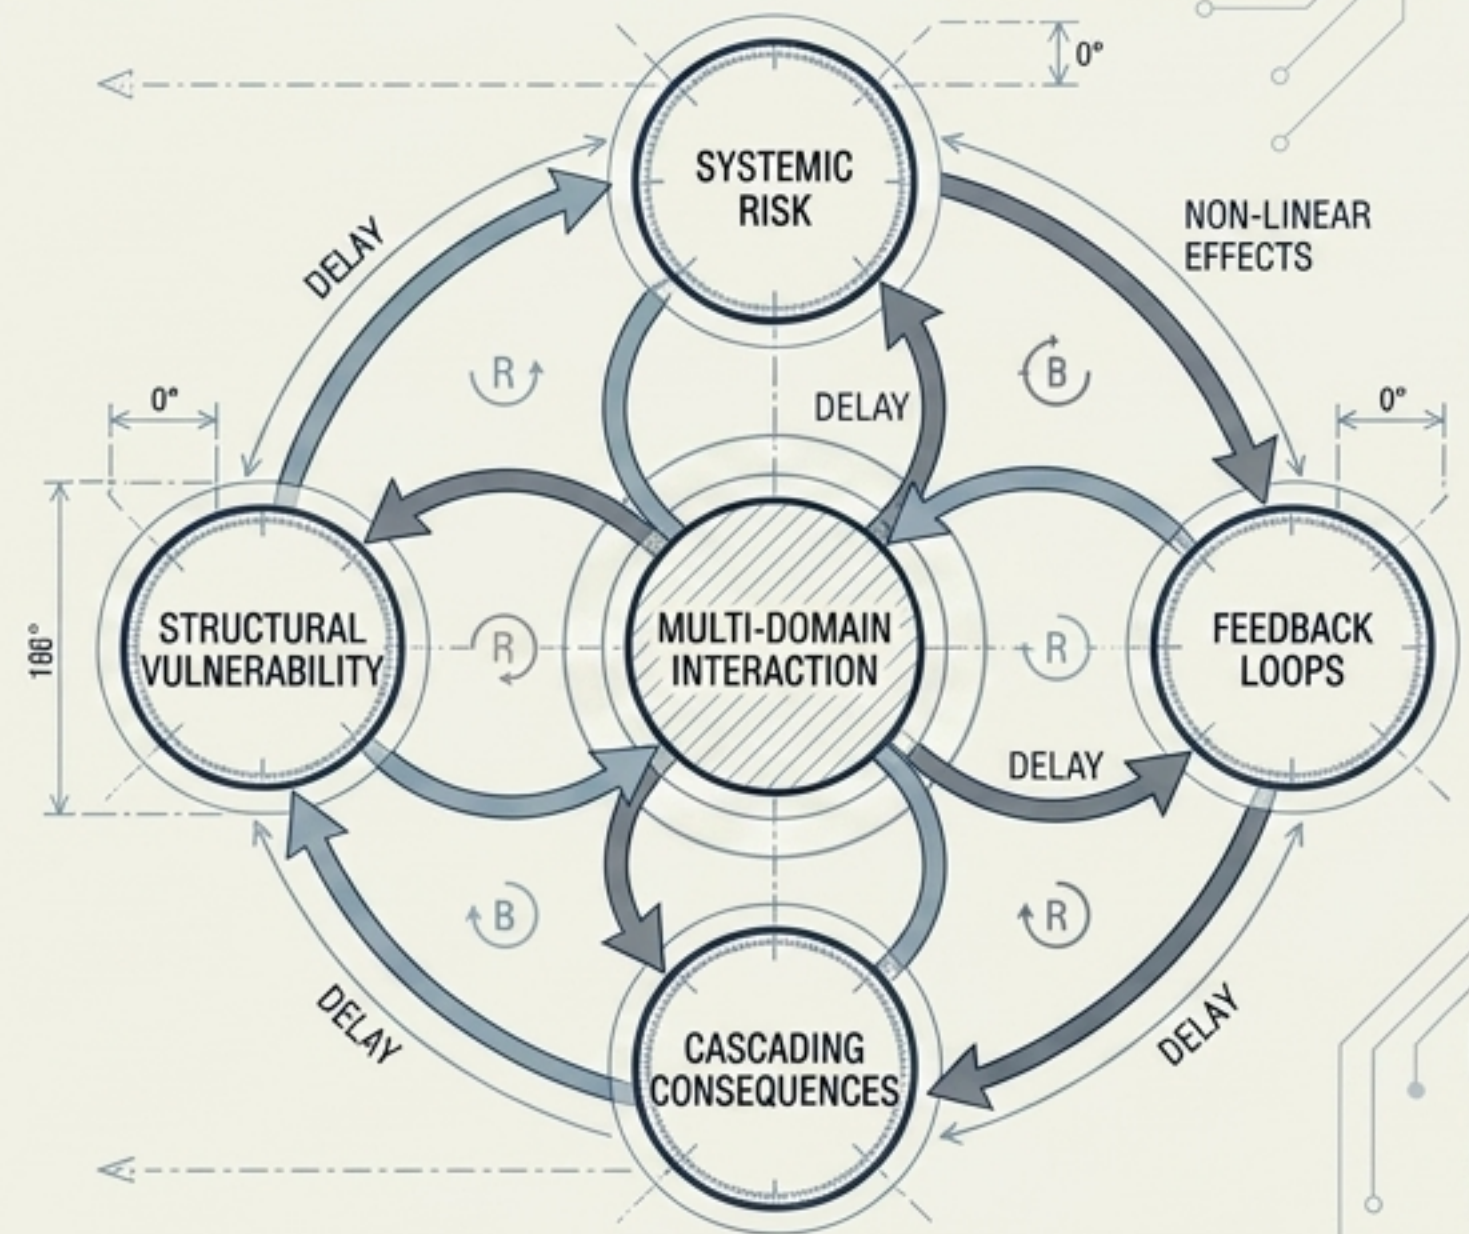 0°
SYSTEMIC
RISK
DELAY
NON-LINEAR
EFFECTS
R
B
DELAY
0°
0°
STRUCTURAL
VULNERABILITY
R
MULTI-DOMAIN
INTERACTION
R
FEEDBACK
LOOPS
DELAY
B
R
DELAY
CASCADING
CONSEQUENCES
DELAY